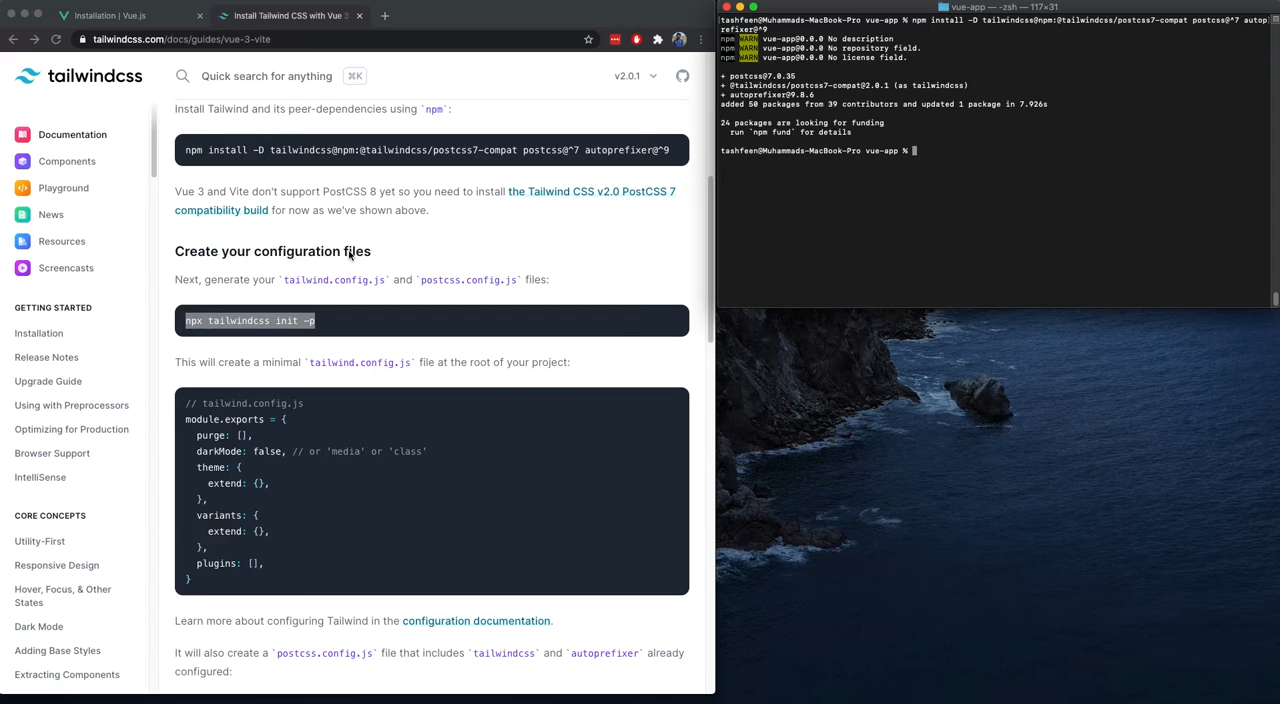 Installation | Vue.js
Install Tailwind CSS with Vue 3
tailwindcss.com/docs/guides/vue-3-vite
tailwindcss
Quick search for anything
⌘K
v2.0.1
Documentation
Components
Playground
News
Resources
Screencasts
GETTING STARTED
Installation
Release Notes
Upgrade Guide
Using with Preprocessors
Optimizing for Production
Browser Support
IntelliSense
CORE CONCEPTS
Utility-First
Responsive Design
Hover, Focus, & Other
States
Dark Mode
Adding Base Styles
Extracting Components
Install Tailwind and its peer-dependencies using `npm`:
npm install -D tailwindcss@npm:@tailwindcss/postcss7-compat postcss@^7 autoprefixer@^9
Vue 3 and Vite don't support PostCSS 8 yet so you need to install the Tailwind CSS v2.0 PostCSS 7
compatibility build for now as we've shown above.
Create your configuration files
Next, generate your `tailwind.config.js` and `postcss.config.js` files:
npx tailwindcss init -p
This will create a minimal `tailwind.config.js` file at the root of your project:
// tailwind.config.js
module.exports = {
purge: [],
darkMode: false, // or 'media' or 'class'
theme: {
extend: {},
},
variants: {
extend: {},
},
plugins: [],
}
Learn more about configuring Tailwind in the configuration documentation.
It will also create a `postcss.config.js` file that includes `tailwindcss` and `autoprefixer` already
configured:
vue-app — -zsh — 117×31
[tashfeen@Muhammads-MacBook-Pro vue-app % npm install -D tailwindcss@npm:@tailwindcss/postcss7-compat postcss@^7 autop]
refixer@^9
npm WARN vue-app@0.0.0 No description
npm WARN vue-app@0.0.0 No repository field.
npm WARN vue-app@0.0.0 No license field.
+ postcss@7.0.35
+ @tailwindcss/postcss7-compat@2.0.1 (as tailwindcss)
+ autoprefixer@9.8.6
added 50 packages from 39 contributors and updated 1 package in 7.926s
24 packages are looking for funding
run `npm fund` for details
tashfeen@Muhammads-MacBook-Pro vue-app %